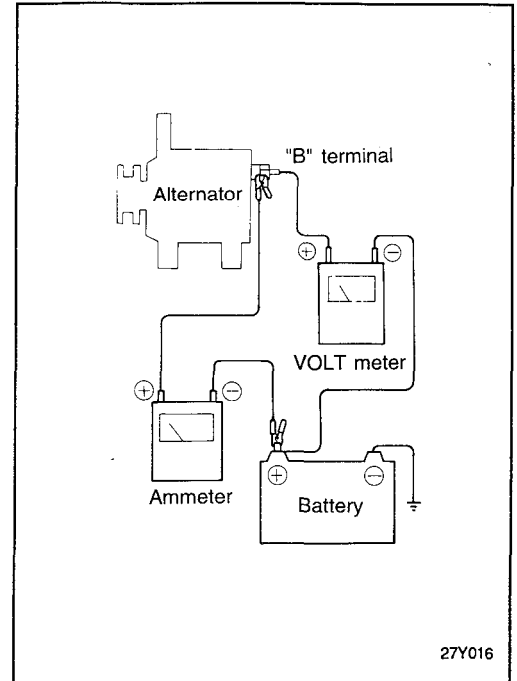 "B" terminal
Alternator
⊕ ⊖
VOLT meter
⊕ ⊖
Ammeter
⊕ ⊖
Battery
27Y016